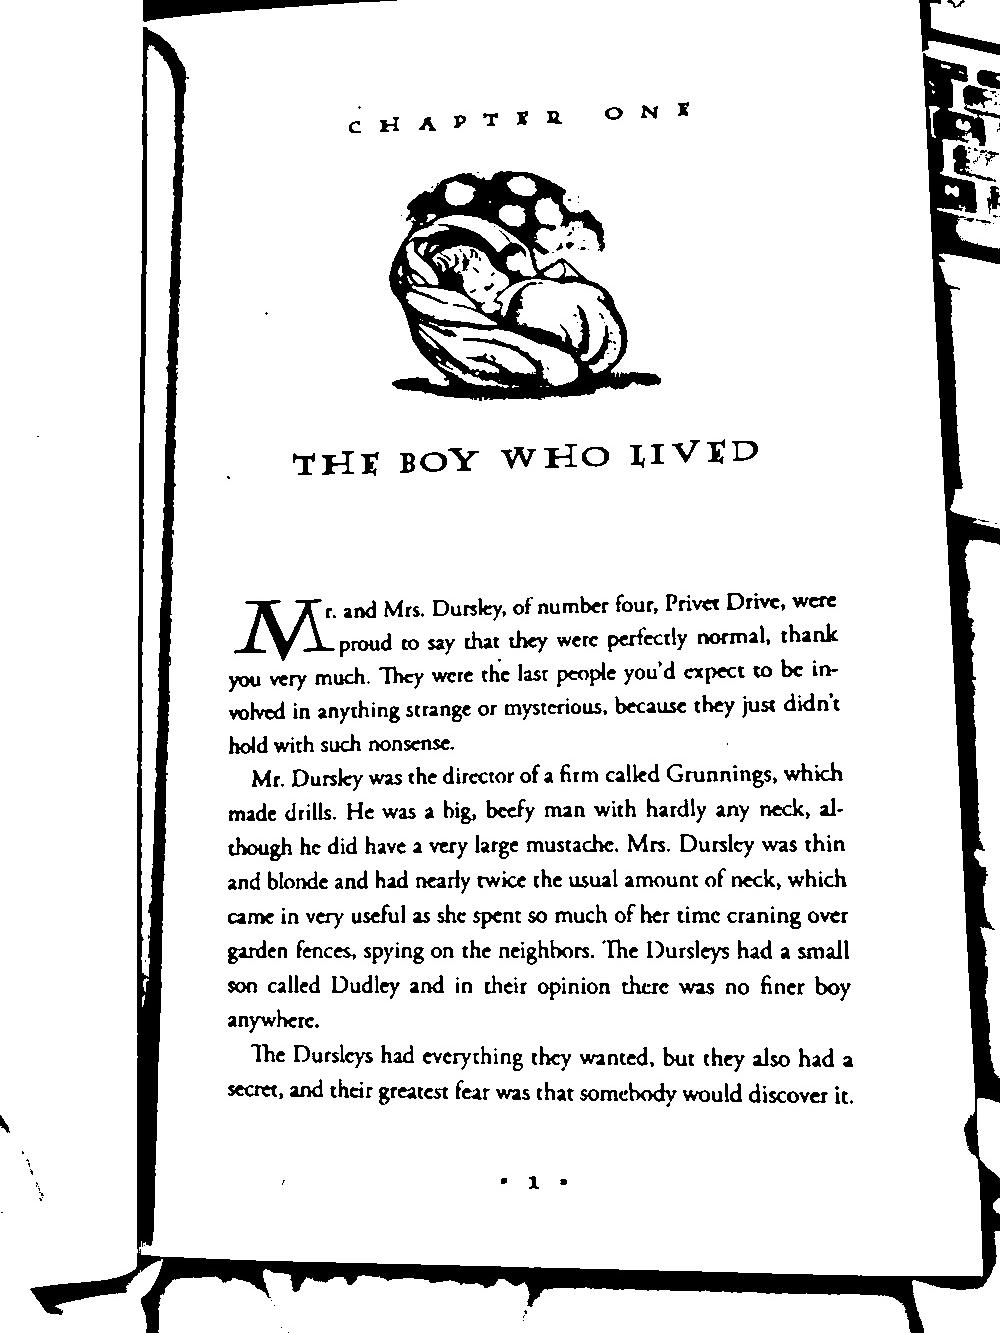 CHAPTER ONE
THE BOY WHO LIVED
Mr. and Mrs. Dursley, of number four, Privet Drive, were
proud to say that they were perfectly normal, thank
you very much. They were the last people you'd expect to be in-
volved in anything strange or mysterious, because they just didn't
hold with such nonsense.
Mr. Dursley was the director of a firm called Grunnings, which
made drills. He was a big, beefy man with hardly any neck, al-
though he did have a very large mustache. Mrs. Dursley was thin
and blonde and had nearly twice the usual amount of neck, which
came in very useful as she spent so much of her time craning over
garden fences, spying on the neighbors. The Dursleys had a small
son called Dudley and in their opinion there was no finer boy
anywhere.
The Dursleys had everything they wanted, but they also had a
secret, and their greatest fear was that somebody would discover it.
• 1 •